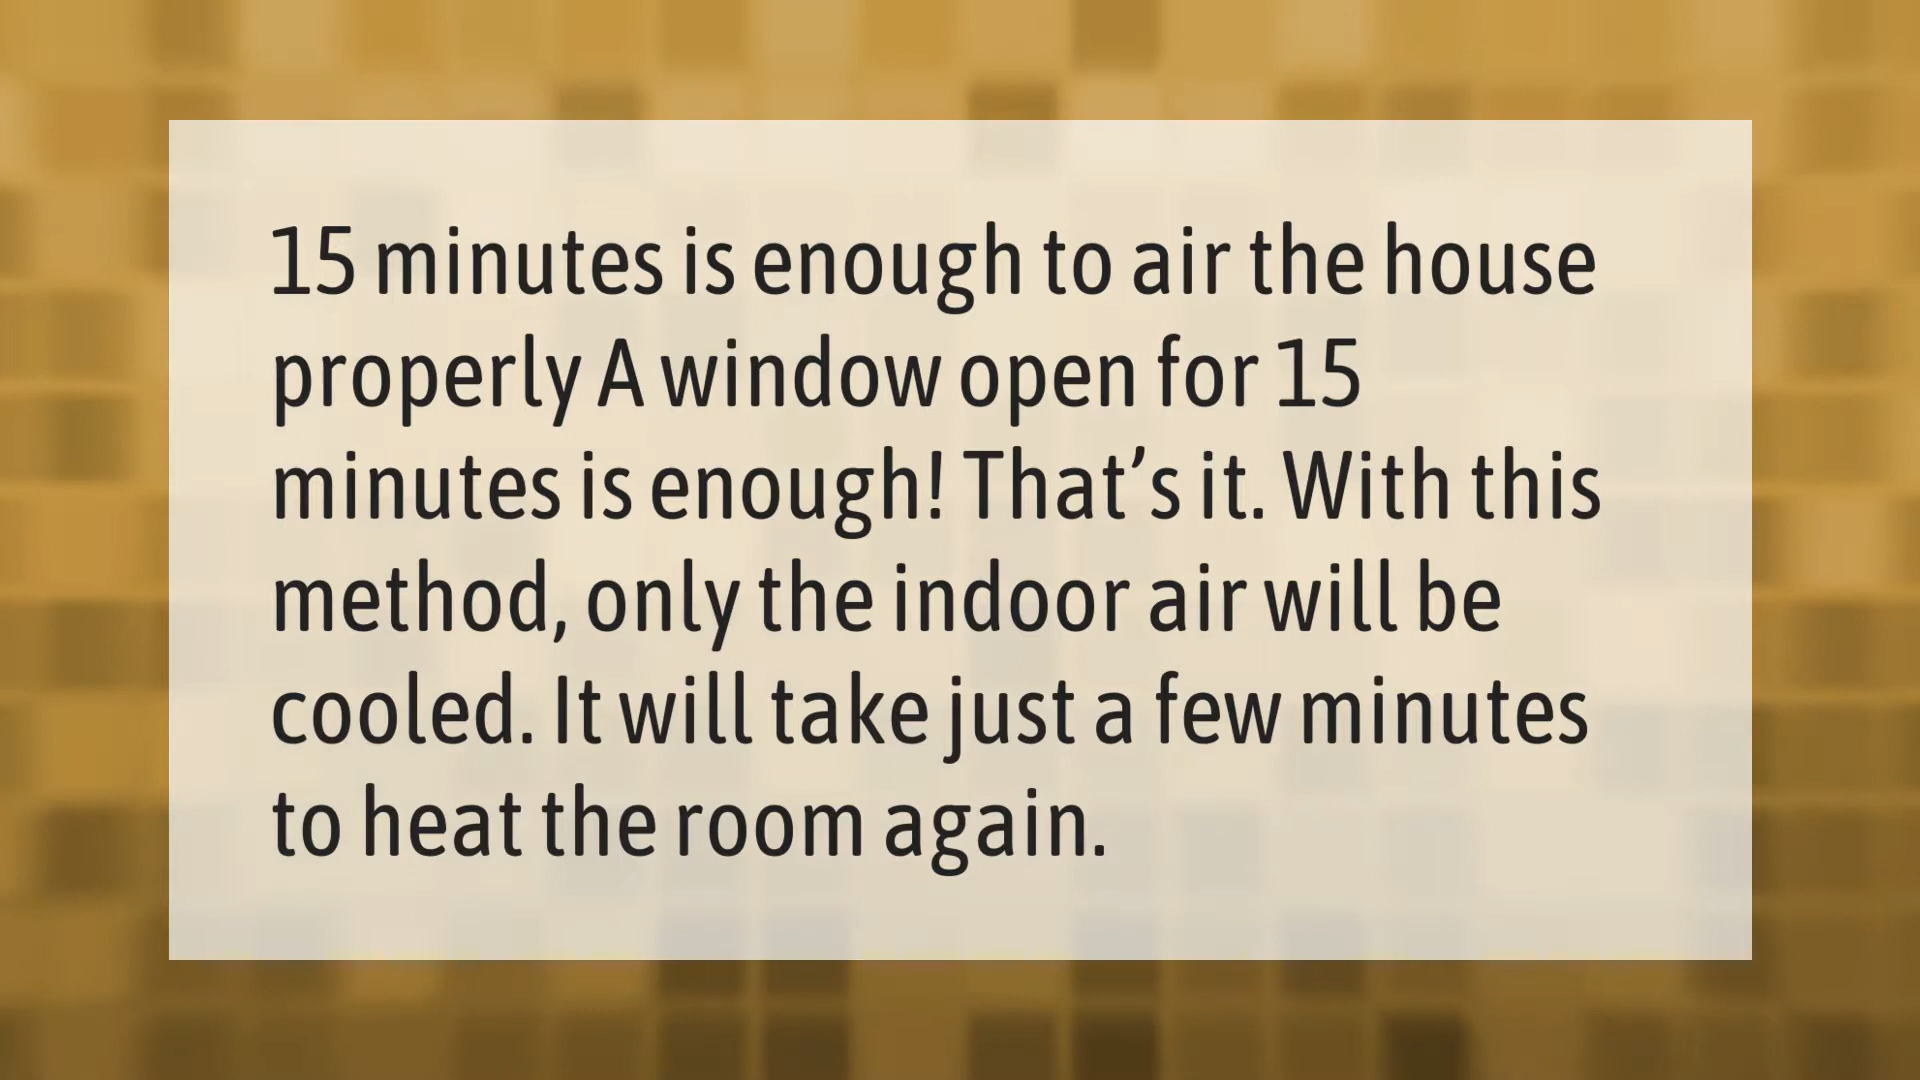 15 minutes is enough to air the house
properly A window open for 15
minutes is enough! That’s it. With this
method, only the indoor air will be
cooled. It will take just a few minutes
to heat the room again.